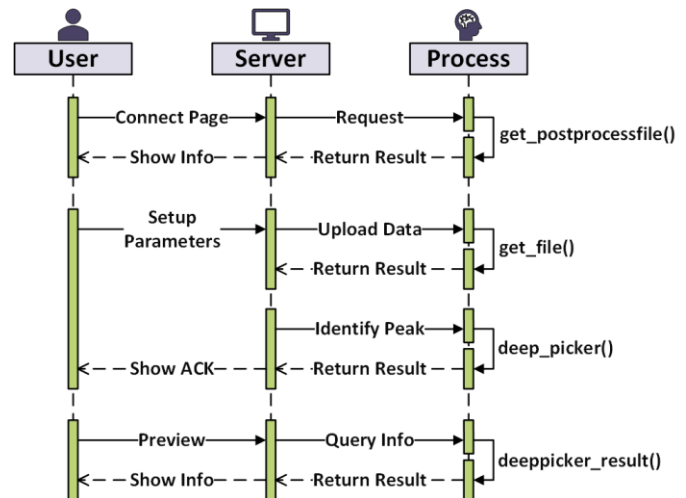 User
Server
Process
Connect Page
Request
get_postprocessfile()
Show Info
Return Result
Setup
Parameters
Upload Data
get_file()
Return Result
Identify Peak
deep_picker()
Show ACK
Return Result
Preview
Query Info
deeppicker_result()
Show Info
Return Result